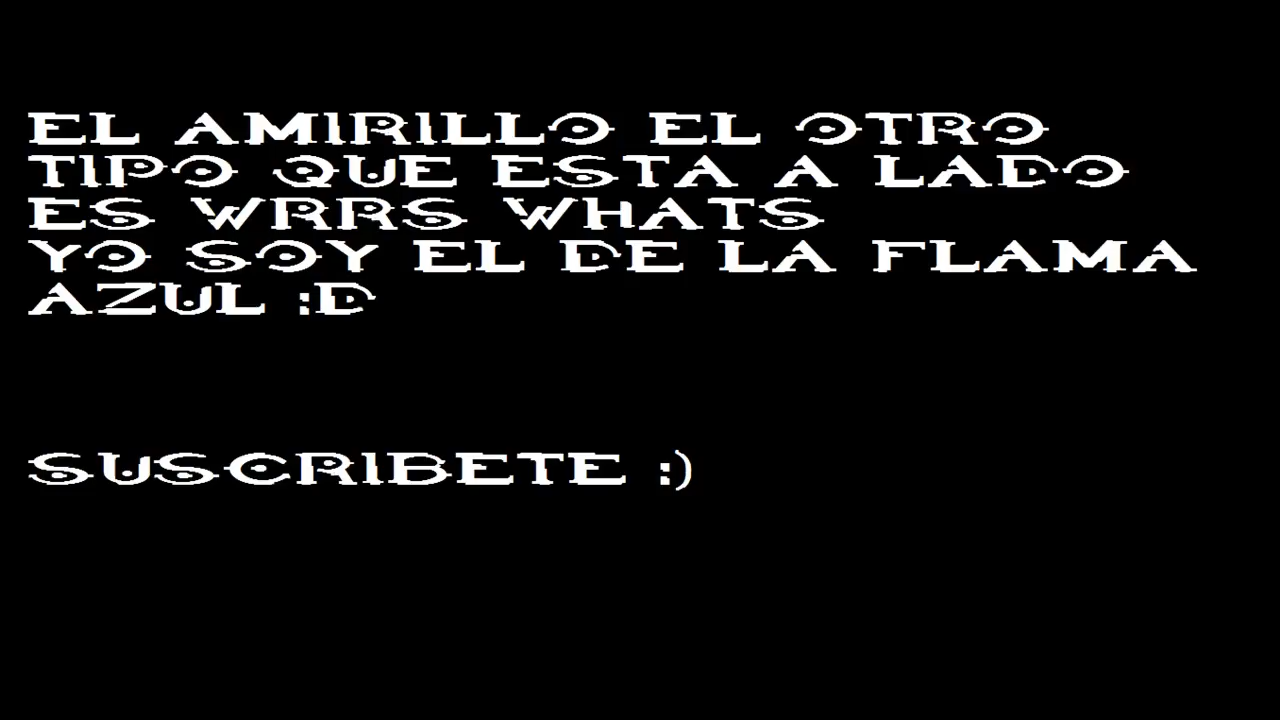 EL AMIRILLO EL OTRO
TIPO QUE ESTA A LADO
ES WRRS WHATS
YO SOY EL DE LA FLAMA
AZUL :D
SUSCRIBETE :)